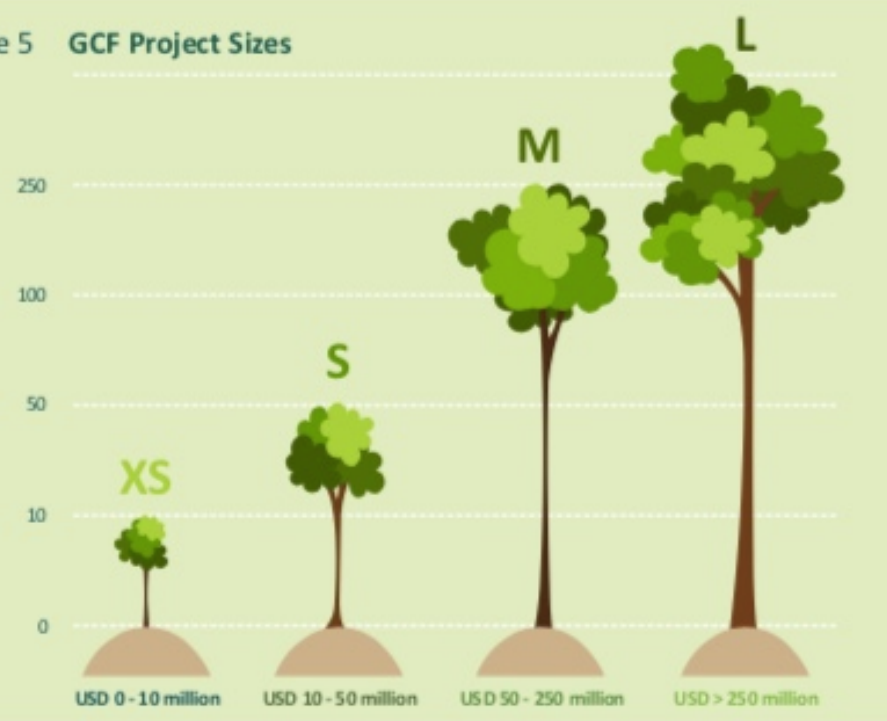 e 5 GCF Project Sizes
L
M
250
100
S
50
XS
10
0
USD 0 - 10 million
USD 10 - 50 million
USD 50 - 250 million
USD > 250 million